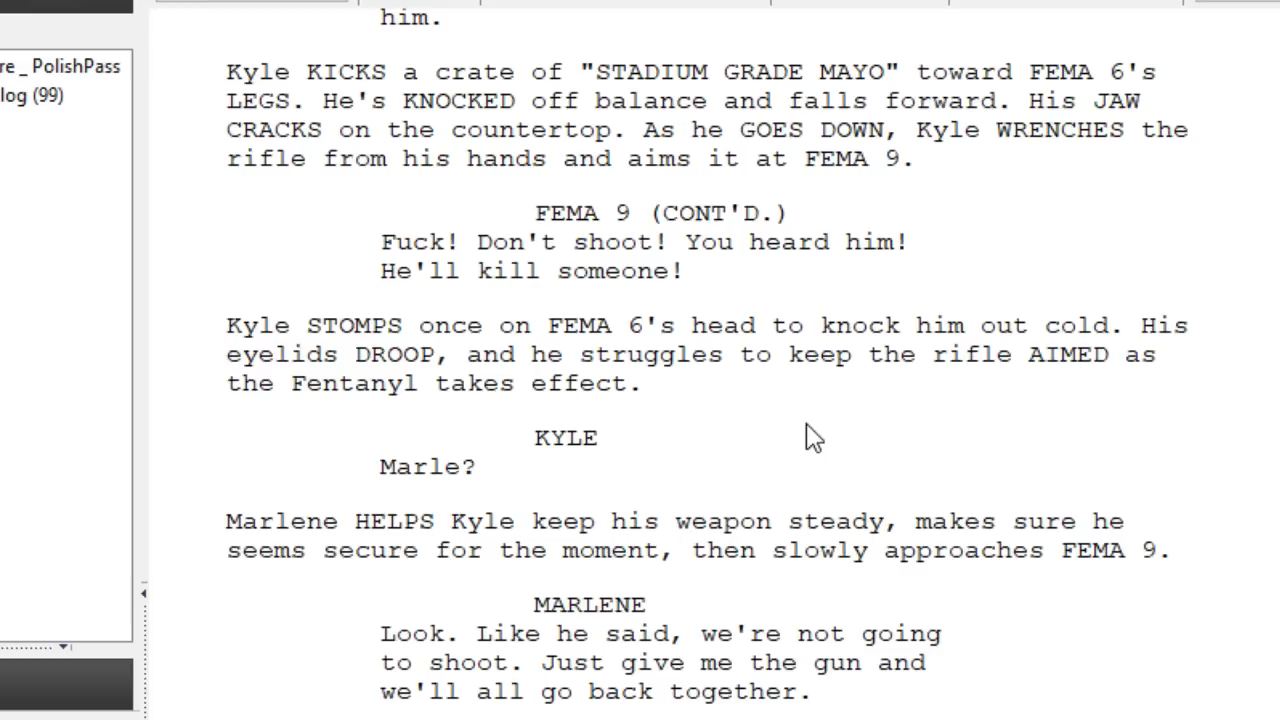 him.
re _ PolishPass
log (99)
Kyle KICKS a crate of "STADIUM GRADE MAYO" toward FEMA 6's
LEGS. He's KNOCKED off balance and falls forward. His JAW
CRACKS on the countertop. As he GOES DOWN, Kyle WRENCHES the
rifle from his hands and aims it at FEMA 9.
FEMA 9 (CONT'D.)
Fuck! Don't shoot! You heard him!
He'll kill someone!
Kyle STOMPS once on FEMA 6's head to knock him out cold. His
eyelids DROOP, and he struggles to keep the rifle AIMED as
the Fentanyl takes effect.
KYLE
Marle?
Marlene HELPS Kyle keep his weapon steady, makes sure he
seems secure for the moment, then slowly approaches FEMA 9.
MARLENE
Look. Like he said, we're not going
to shoot. Just give me the gun and
we'll all go back together.